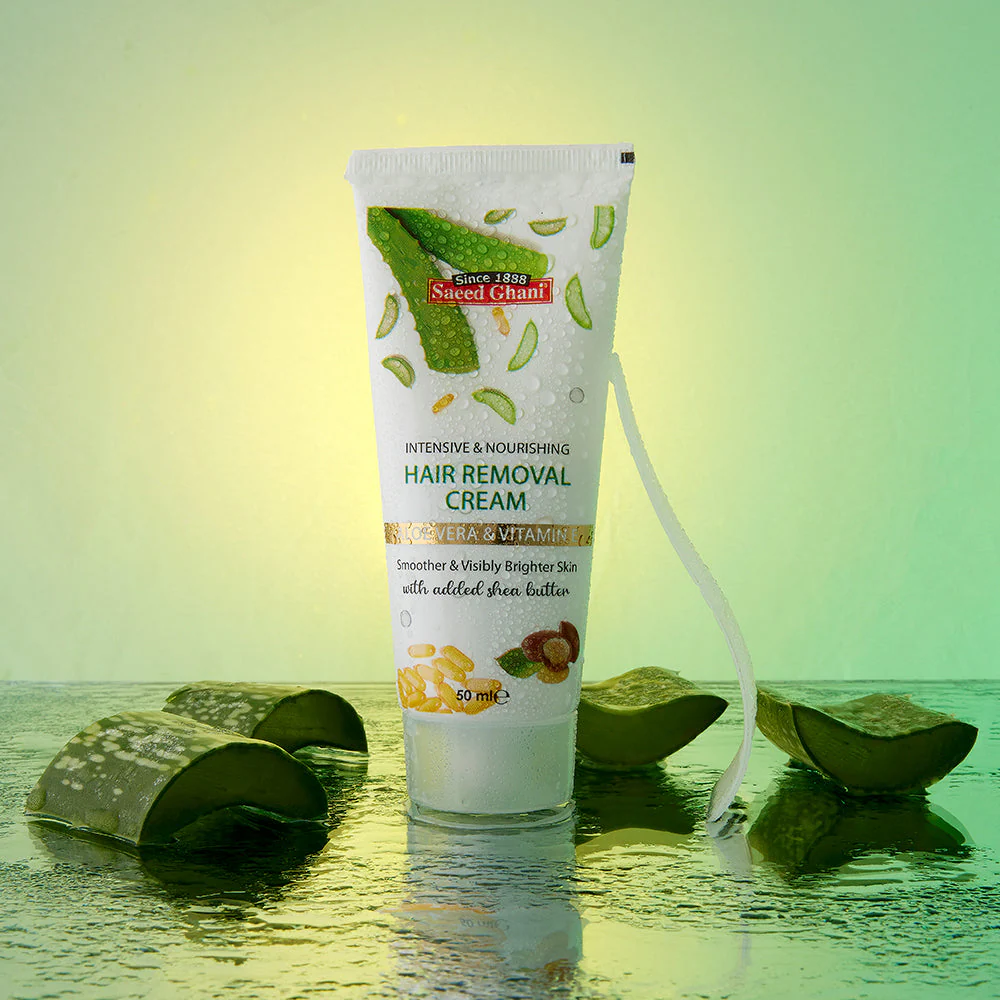 Since 1888
Saeed Ghani
INTENSIVE & NOURISHING
HAIR REMOVAL
CREAM
ALOE VERA & VITAMIN
Smoother & Visibly Brighter Skin
with added shea butter
50 ml℮